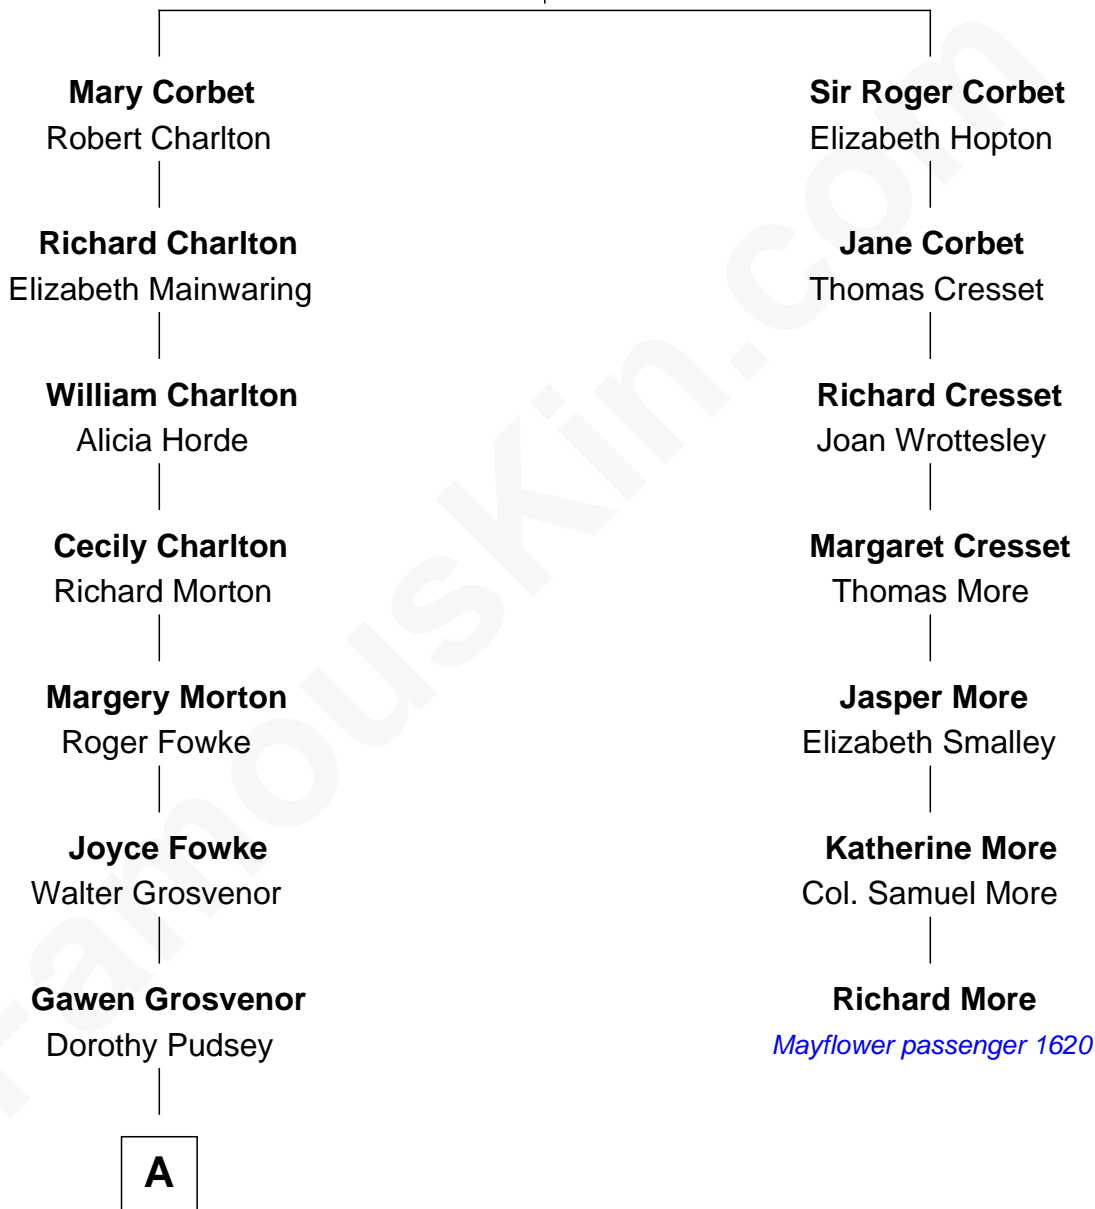 Mary Corbet
Robert Charlton
Richard Charlton
Elizabeth Mainwaring
William Charlton
Alicia Horde
Cecily Charlton
Richard Morton
Margery Morton
Roger Fowke
Joyce Fowke
Walter Grosvenor
Gawen Grosvenor
Dorothy Pudsey
A
Sir Roger Corbet
Elizabeth Hopton
Jane Corbet
Thomas Cresset
Richard Cresset
Joan Wrottesley
Margaret Cresset
Thomas More
Jasper More
Elizabeth Smalley
Katherine More
Col. Samuel More
Richard More
Mayflower passenger 1620
FamousKin.com